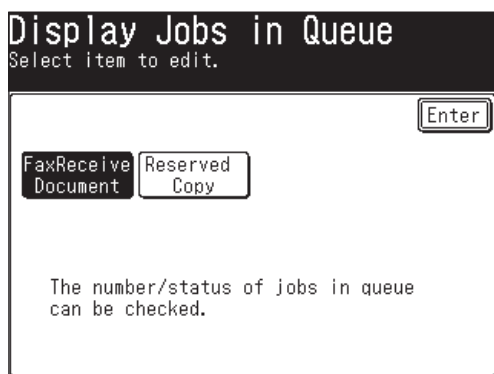 Display Jobs in Queue
Select item to edit.
Enter
FaxReceive
Document
Reserved
Copy
The number/status of jobs in queue
can be checked.